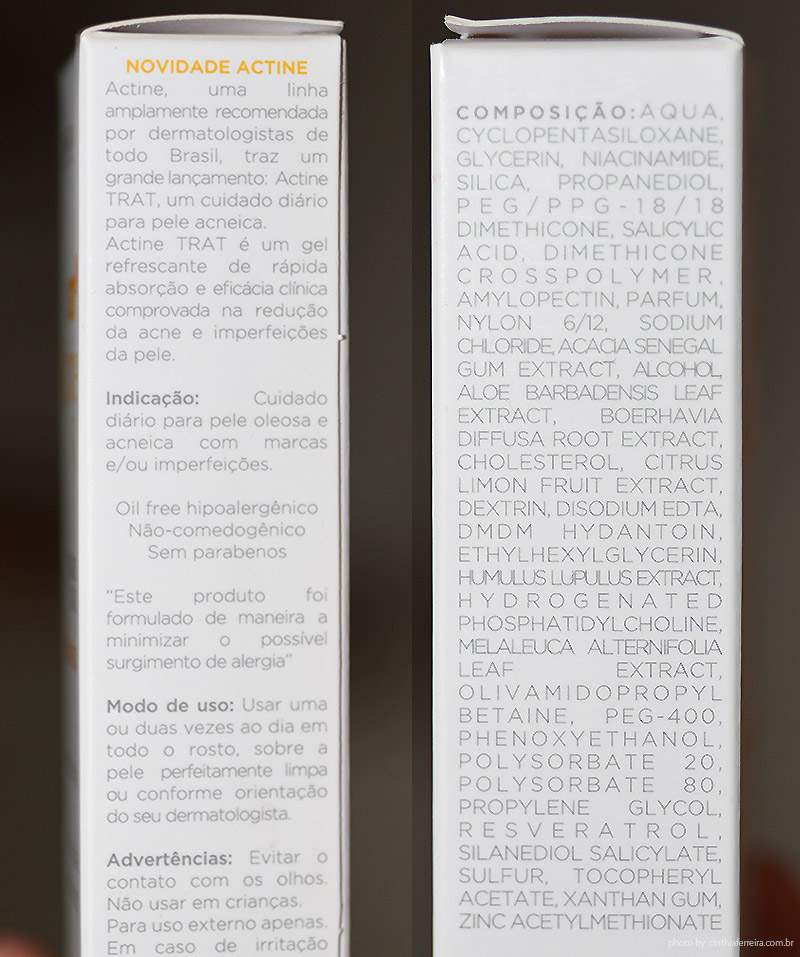 NOVIDADE ACTINE
Actine, uma linha
amplamente recomendada
por dermatologistas de
todo Brasil, traz um
grande lançamento: Actine
TRAT, um cuidado diário
para pele acneica.
Actine TRAT é um gel
refrescante de rápida
absorção e eficácia clínica
comprovada na redução
da acne e imperfeições
da pele.
Indicação: Cuidado
diário para pele oleosa e
acneica com marcas
e/ou imperfeições.
Oil free hipoalergênico
Não-comedogênico
Sem parabenos
"Este produto foi
formulado de maneira a
minimizar o possível
surgimento de alergia"
Modo de uso: Usar uma
ou duas vezes ao dia em
todo o rosto, sobre a
pele perfeitamente limpa
ou conforme orientação
do seu dermatologista.
Advertências: Evitar o
contato com os olhos.
Não usar em crianças.
Para uso externo apenas.
Em caso de irritação
COMPOSIÇÃO: AQUA,
CYCLOPENTASILOXANE,
GLYCERIN, NIACINAMIDE,
SILICA, PROPANEDIOL,
PEG/PPG-18/18
DIMETHICONE, SALICYLIC
ACID, DIMETHICONE
CROSSPOLYMER,
AMYLOPECTIN, PARFUM,
NYLON 6/12, SODIUM
CHLORIDE, ACACIA SENEGAL
GUM EXTRACT, ALCOHOL,
ALOE BARBADENSIS LEAF
EXTRACT, BOERHAVIA
DIFFUSA ROOT EXTRACT,
CHOLESTEROL, CITRUS
LIMON FRUIT EXTRACT,
DEXTRIN, DISODIUM EDTA,
DMDM HYDANTOIN,
ETHYLHEXYLGLYCERIN,
HUMULUS LUPULUS EXTRACT,
HYDROGENATED
PHOSPHATIDYLCHOLINE,
MELALEUCA ALTERNIFOLIA
LEAF EXTRACT,
OLIVAMIDOPROPYL
BETAINE, PEG-400,
PHENOXYETHANOL,
POLYSORBATE 20,
POLYSORBATE 80,
PROPYLENE GLYCOL,
RESVERATROL,
SILANEDIOL SALICYLATE,
SULFUR, TOCOPHERYL
ACETATE, XANTHAN GUM,
ZINC ACETYLMETHIONATE
photo by cinthiaferreira.com.br